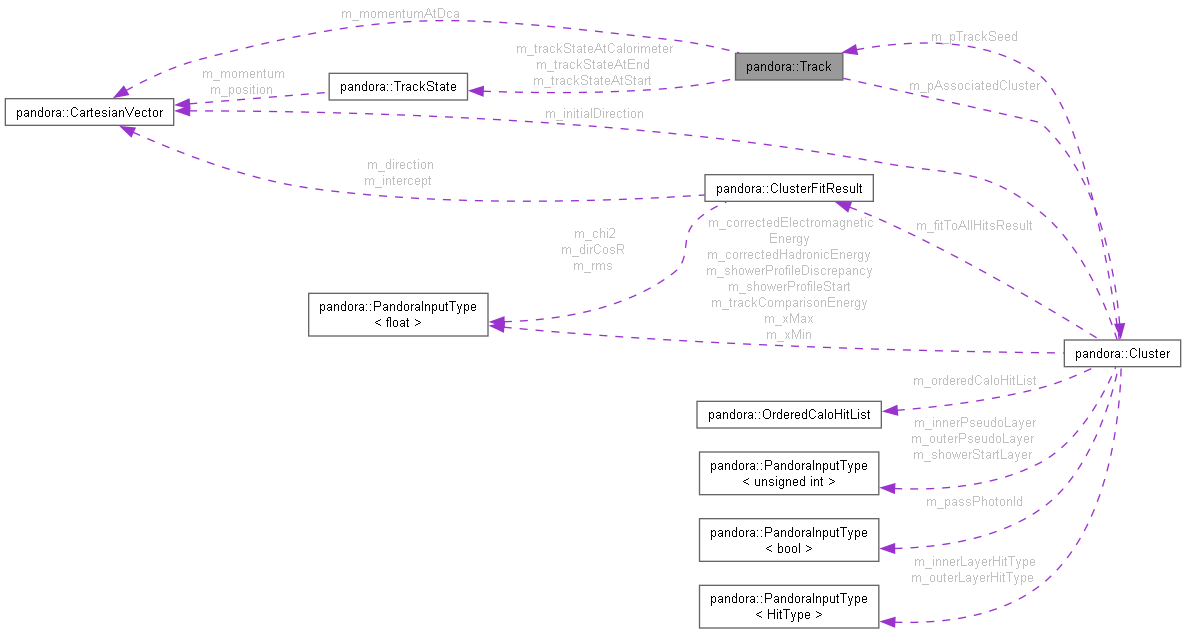 m_momentumAtDca
m_pTrackSeed
m_trackStateAtCalorimeter
m_trackStateAtEnd
m_trackStateAtStart
pandora::Track
m_momentum
m_position
pandora::TrackState
m_pAssociatedCluster
pandora::CartesianVector
m_initialDirection
m_direction
m_intercept
pandora::ClusterFitResult
m_fitToAllHitsResult
m_chi2
m_dirCosR
m_rms
m_correctedElectromagnetic
Energy
m_correctedHadronicEnergy
m_showerProfileDiscrepancy
m_showerProfileStart
m_trackComparisonEnergy
m_xMax
m_xMin
pandora::PandoraInputType
< float >
pandora::Cluster
m_orderedCaloHitList
pandora::OrderedCaloHitList
m_innerPseudoLayer
m_outerPseudoLayer
m_showerStartLayer
pandora::PandoraInputType
< unsigned int >
m_passPhotonId
pandora::PandoraInputType
< bool >
m_innerLayerHitType
m_outerLayerHitType
pandora::PandoraInputType
< HitType >